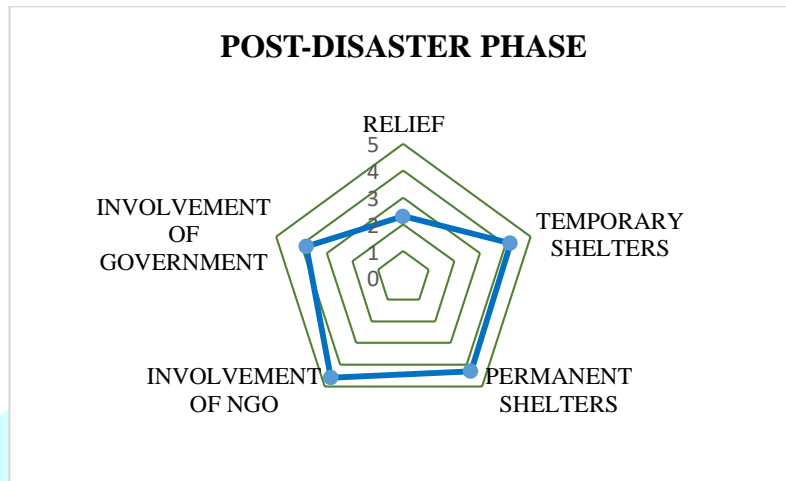 POST-DISASTER PHASE
RELIEF
5
4
3
2
1
0
TEMPORARY
SHELTERS
PERMANENT
SHELTERS
INVOLVEMENT
OF NGO
INVOLVEMENT
OF
GOVERNMENT